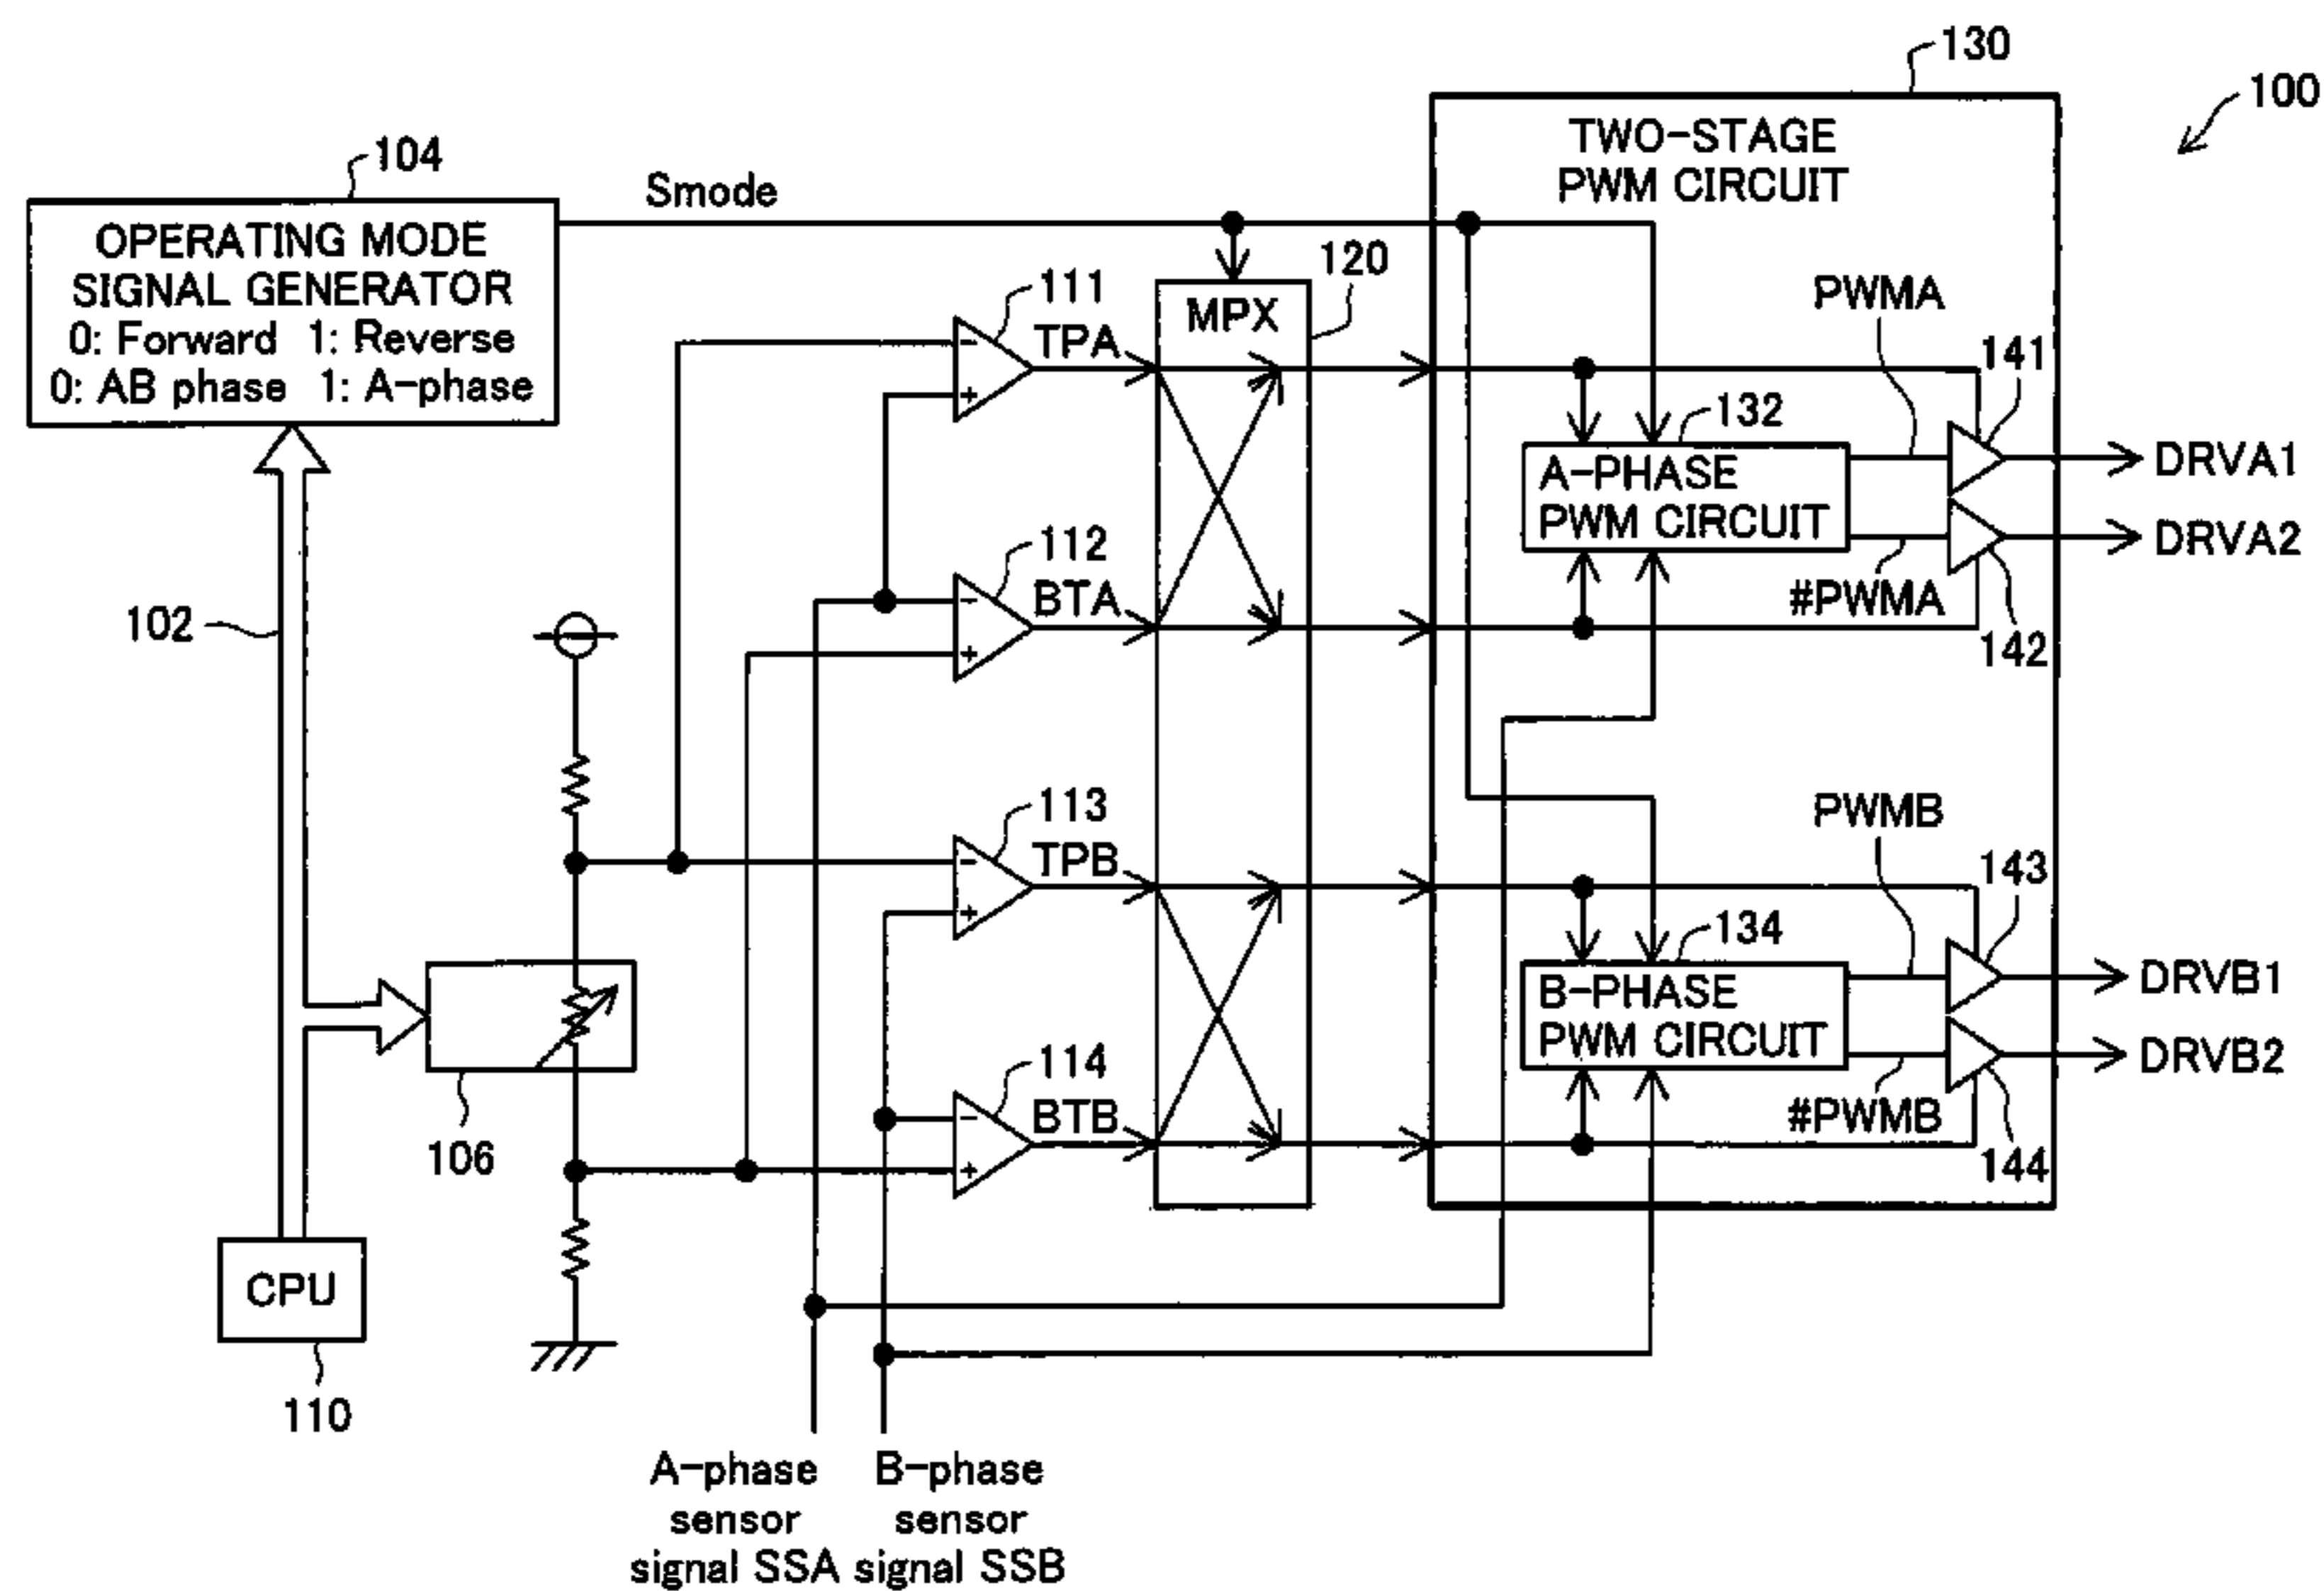 130
100
TWO-STAGE
PWM CIRCUIT
104
Smode
OPERATING MODE
SIGNAL GENERATOR
0: Forward 1: Reverse
0: AB phase 1: A-phase
120
MPX
111
TPA
PWMA
141
132
A-PHASE
PWM CIRCUIT
DRVA1
DRVA2
112
BTA
#PWMA
142
102
113
TPB
PWMB
143
134
B-PHASE
PWM CIRCUIT
DRVB1
DRVB2
114
BTB
#PWMB
144
106
CPU
110
A-phase
sensor
signal SSA
B-phase
sensor
signal SSB
-
+
-
+
-
+
-
+